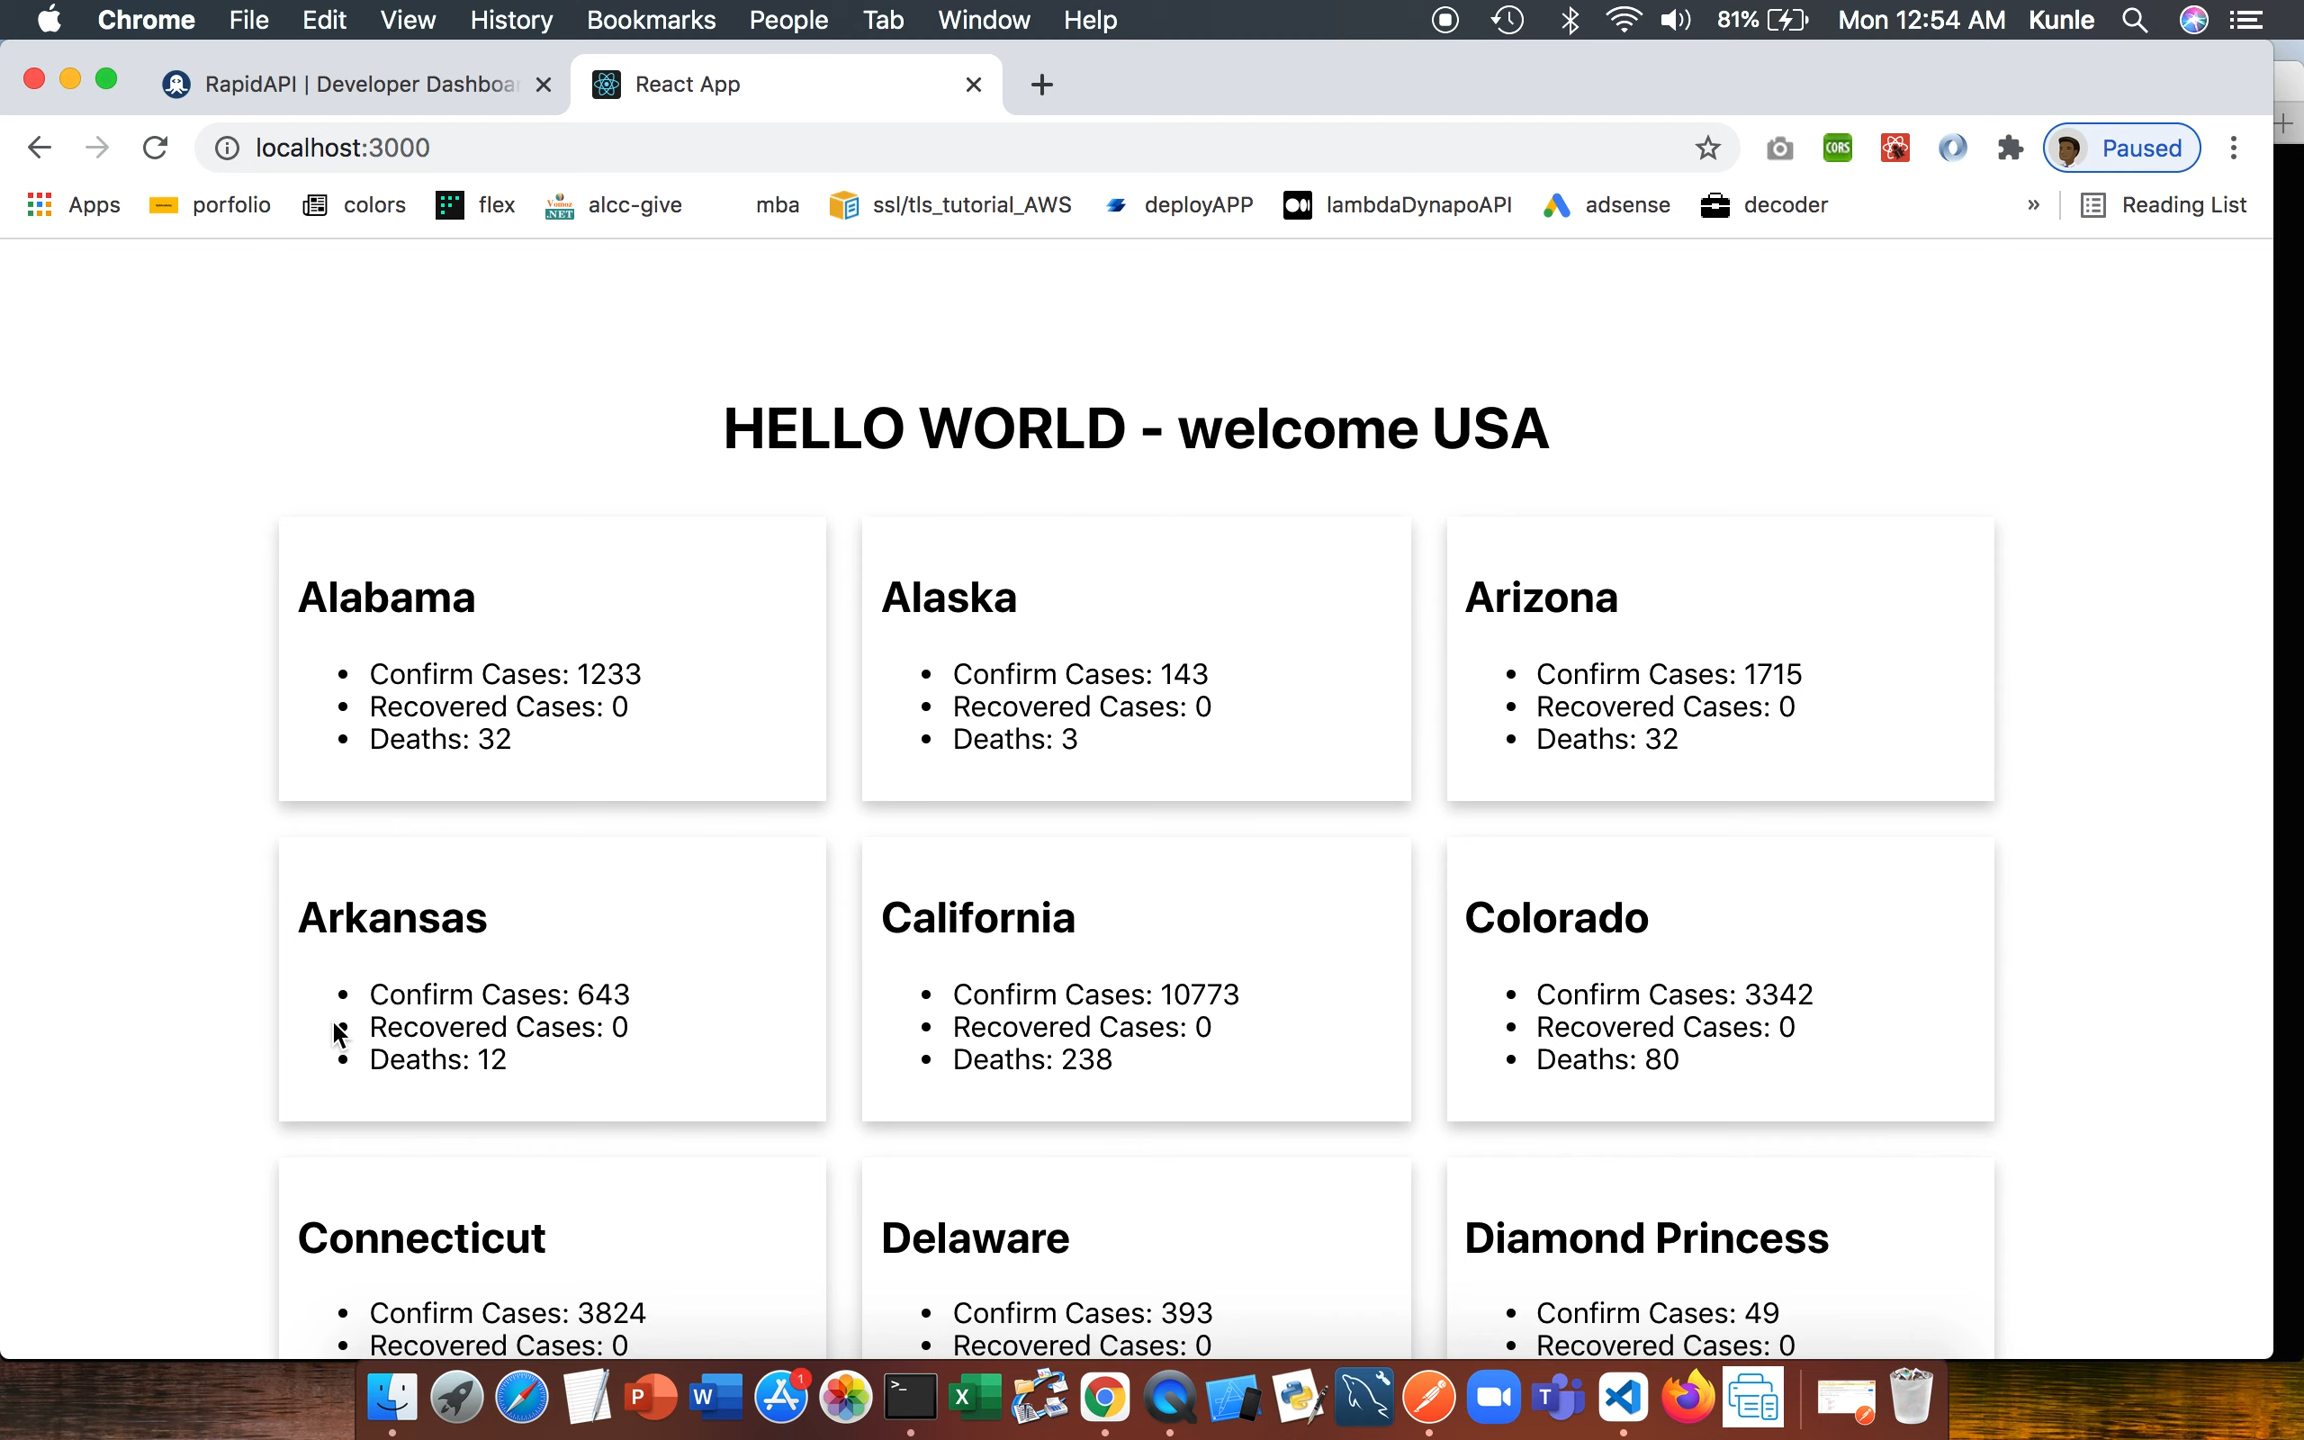 Chrome File Edit View History Bookmarks People Tab Window Help 81% Mon 12:54 AM Kunle
RapidAPI | Developer Dashboar React App
localhost:3000 CORS Paused
Apps porfolio colors flex alcc-give mba ssl/tls_tutorial_AWS deployAPP lambdaDynapoAPI adsense decoder » Reading List
HELLO WORLD - welcome USA
Alabama
• Confirm Cases: 1233
• Recovered Cases: 0
• Deaths: 32
Alaska
• Confirm Cases: 143
• Recovered Cases: 0
• Deaths: 3
Arizona
• Confirm Cases: 1715
• Recovered Cases: 0
• Deaths: 32
Arkansas
• Confirm Cases: 643
• Recovered Cases: 0
• Deaths: 12
California
• Confirm Cases: 10773
• Recovered Cases: 0
• Deaths: 238
Colorado
• Confirm Cases: 3342
• Recovered Cases: 0
• Deaths: 80
Connecticut
• Confirm Cases: 3824
• Recovered Cases: 0
Delaware
• Confirm Cases: 393
• Recovered Cases: 0
Diamond Princess
• Confirm Cases: 49
• Recovered Cases: 0